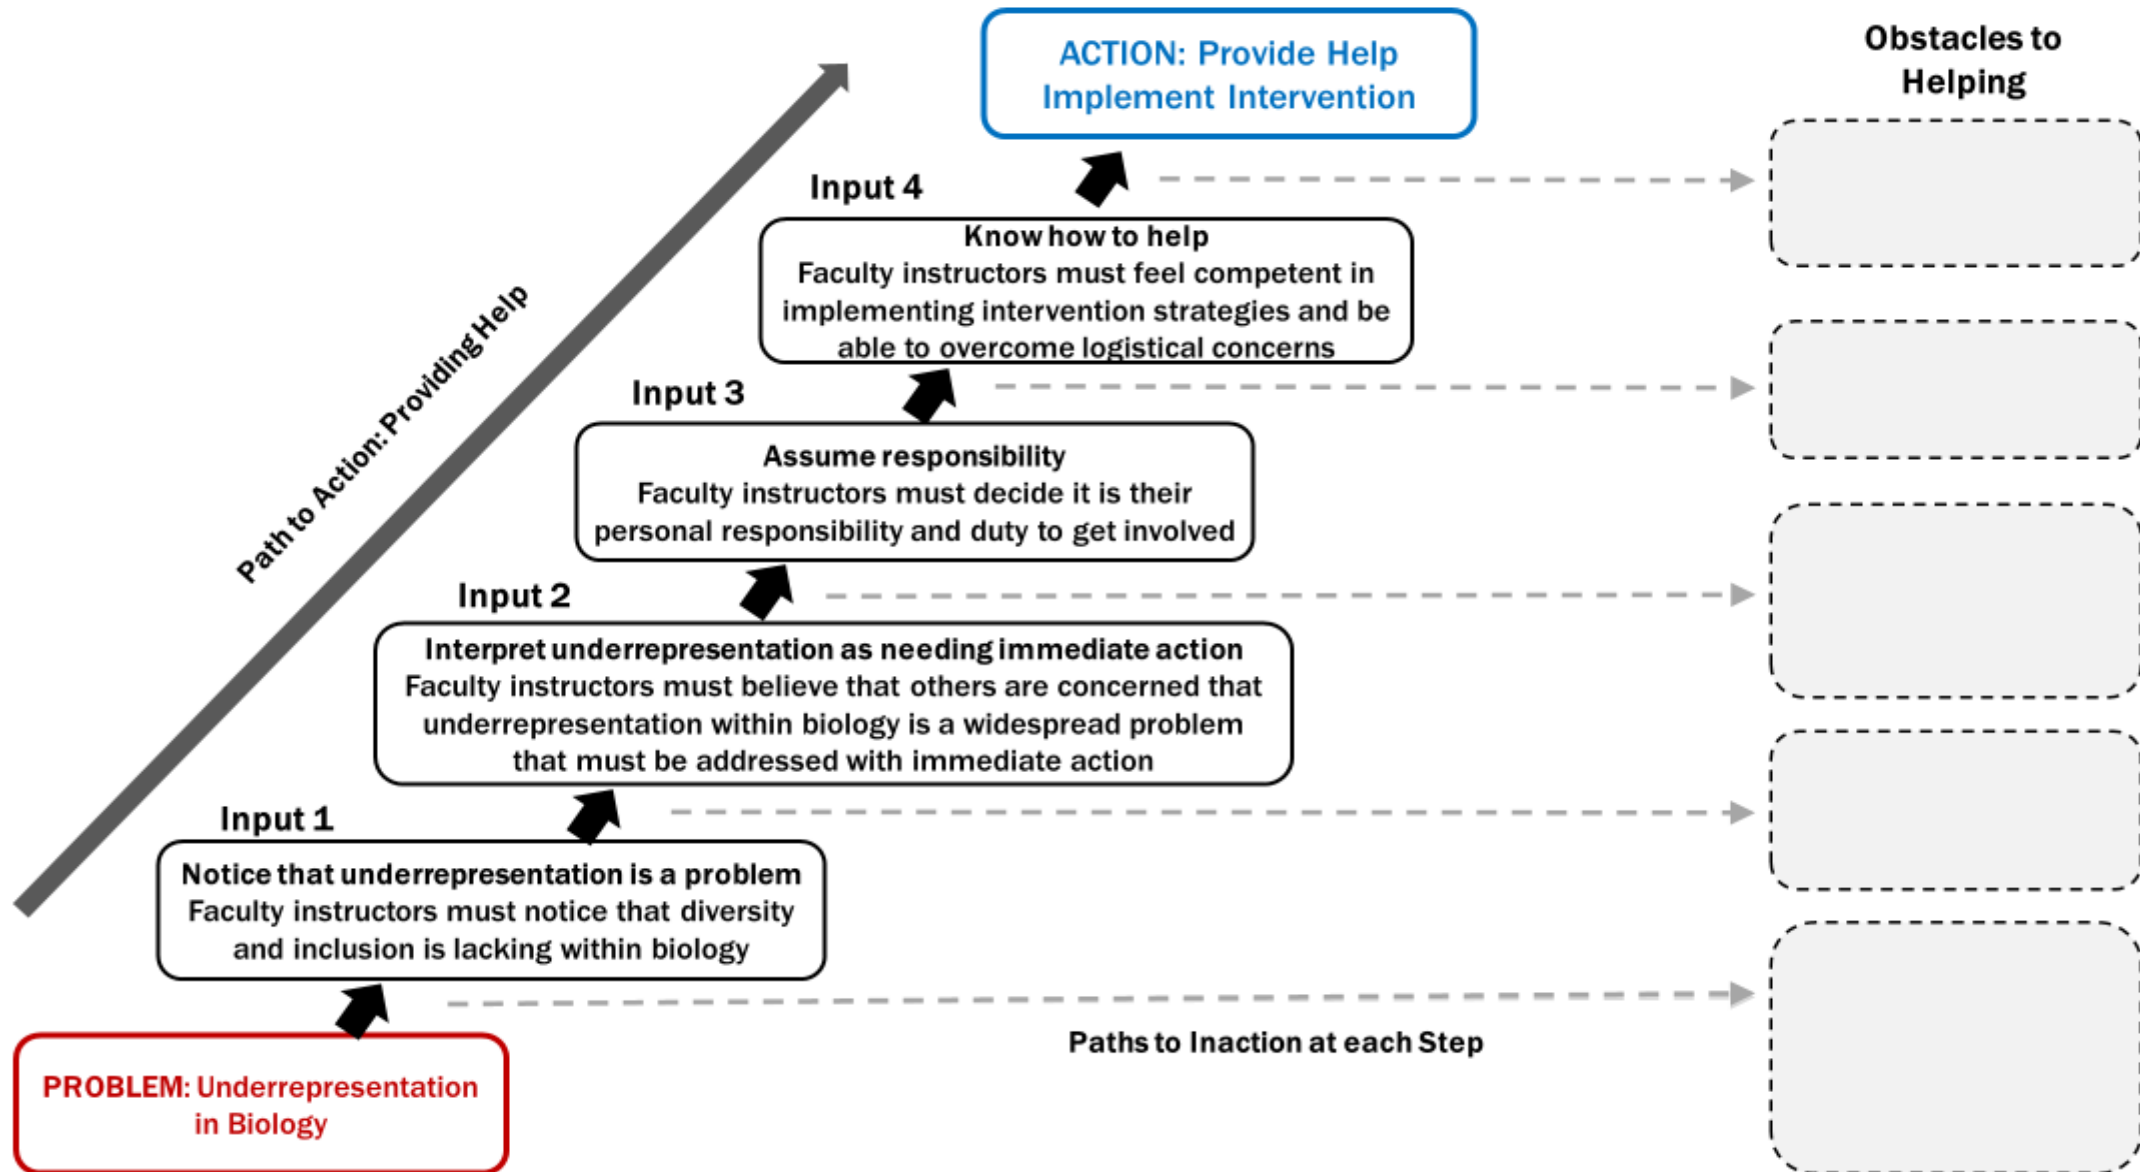 ACTION: Provide Help
Implement Intervention
Obstacles to
Helping
Input 4
Know how to help
Faculty instructors must feel competent in
implementing intervention strategies and be
able to overcome logistical concerns
Path to Action: Providing Help
Input 3
Assume responsibility
Faculty instructors must decide it is their
personal responsibility and duty to get involved
Input 2
Interpret underrepresentation as needing immediate action
Faculty instructors must believe that others are concerned that
underrepresentation within biology is a widespread problem
that must be addressed with immediate action
Input 1
Notice that underrepresentation is a problem
Faculty instructors must notice that diversity
and inclusion is lacking within biology
Paths to Inaction at each Step
PROBLEM: Underrepresentation
in Biology